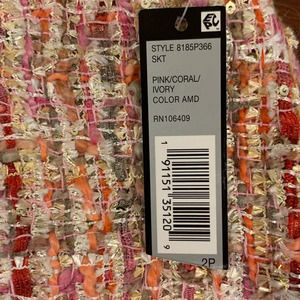 STYLE 8185P366
SKT
PINK/CORAL/
IVORY
COLOR AMD
RN106409
1 91151 35120 9
2P